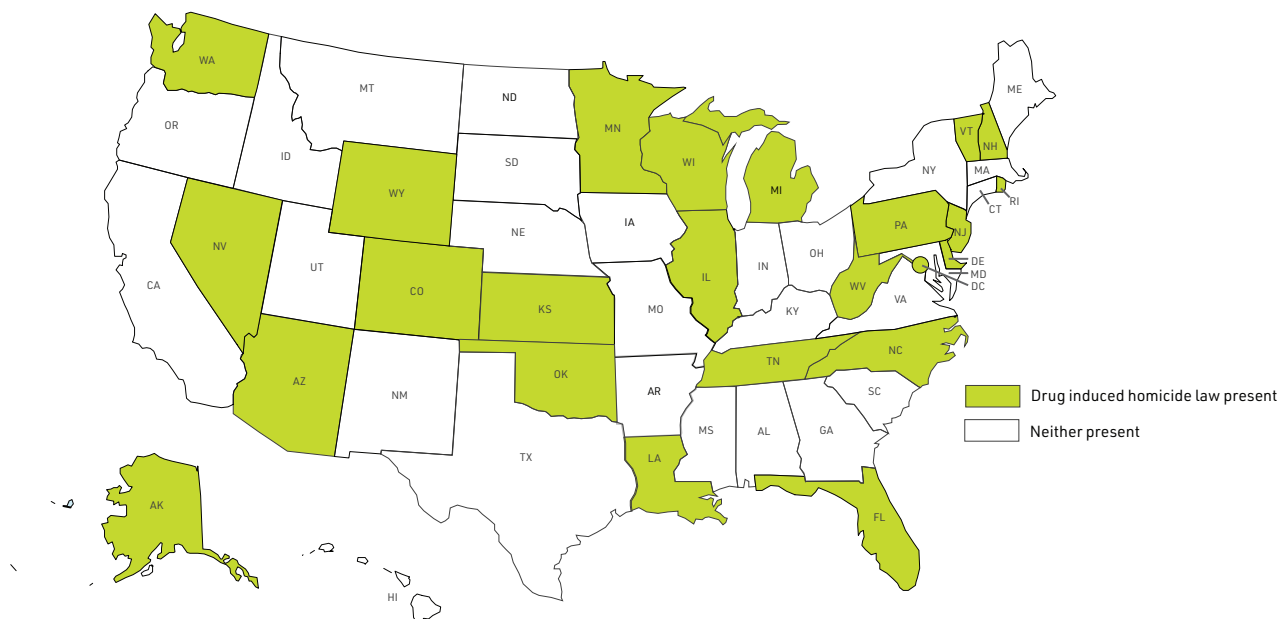 WA
MT
ND
ME
OR
MN
VT
NH
ID
SD
WI
NY
MA
MI
WY
CT
RI
IA
PA
NE
NJ
NV
OH
UT
IN
DE
MD
DC
CA
CO
IL
WV
VA
KS
MO
KY
NC
TN
AZ
OK
NM
AR
SC
MS
AL
GA
TX
LA
AK
FL
HI
Drug induced homicide law present
Neither present